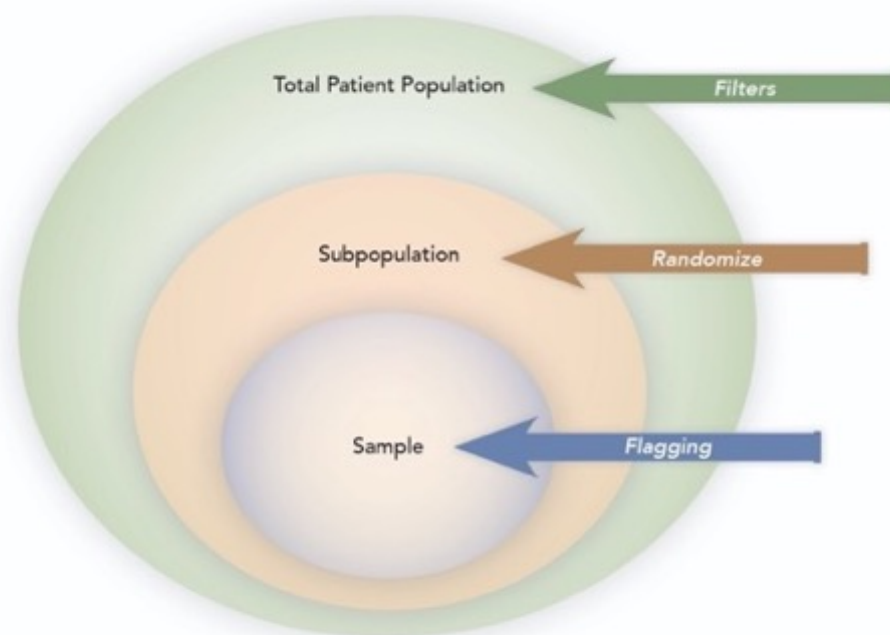 Total Patient Population
Filters
Subpopulation
Randomize
Sample
Flagging